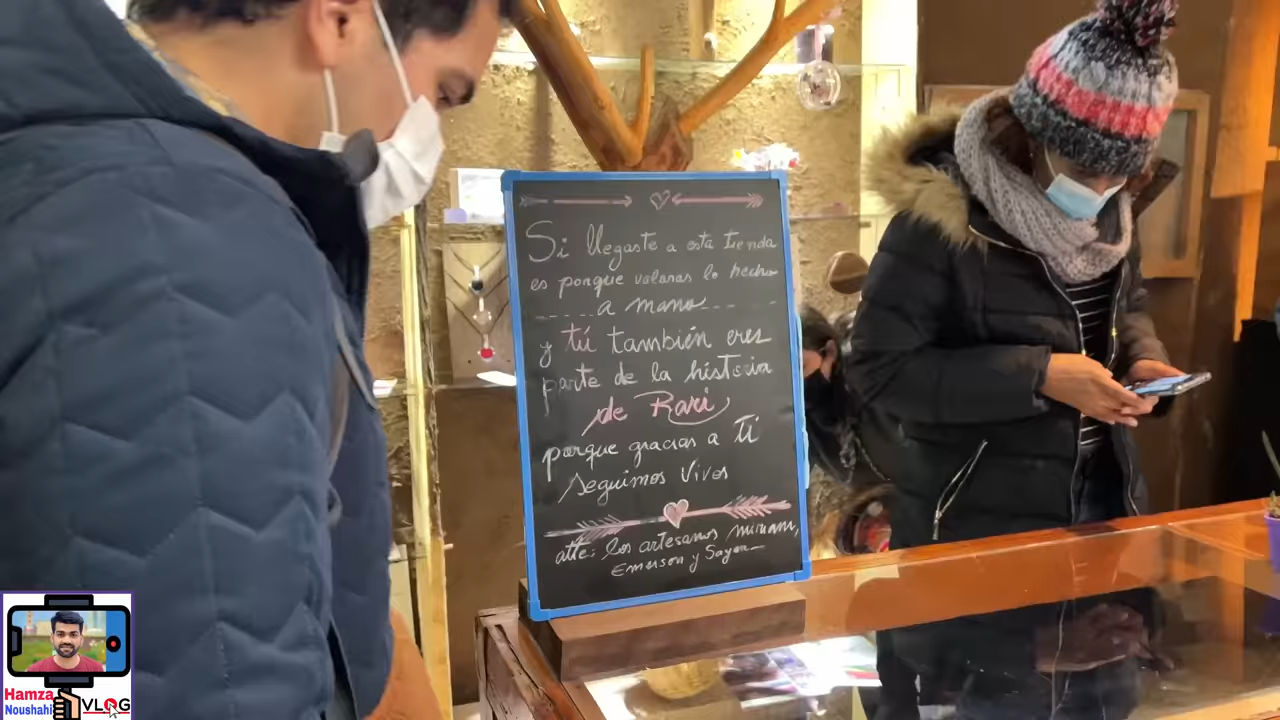 Si llegaste a esta tienda
es porque valoras lo hecho
a mano
y tú también eres
parte de la historia
de Rari
porque gracias a ti
seguimos vivos
atte: los artesanos miriam,
Emerson y Sayen
Hamza
Noushahi
VLOG